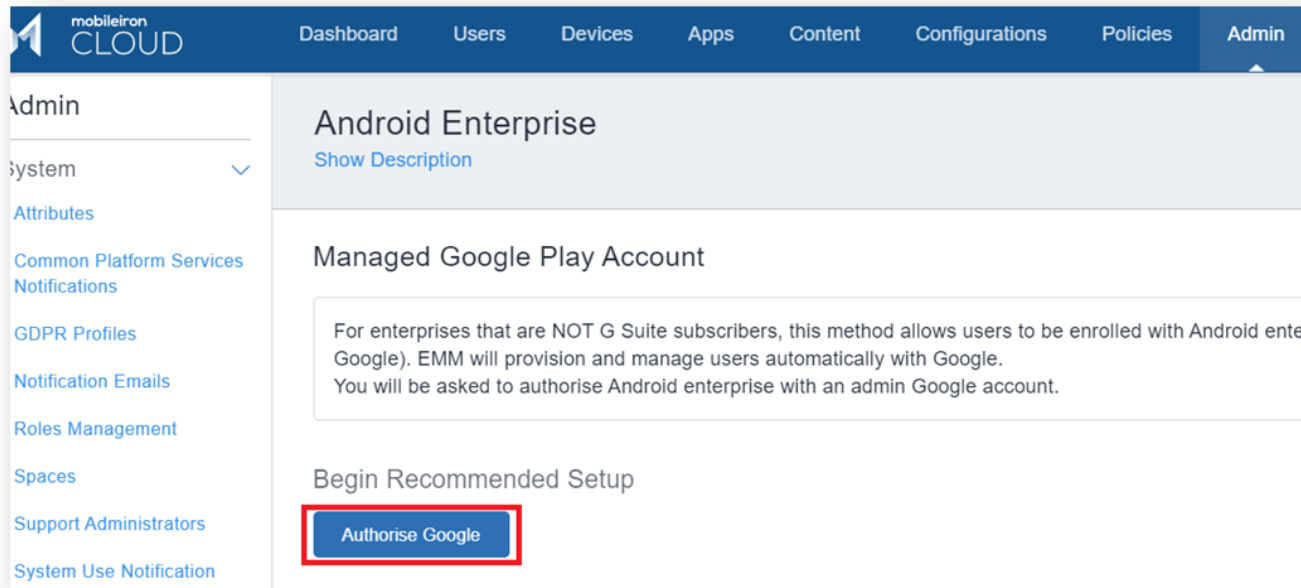 mobileiron
CLOUD
Dashboard
Users
Devices
Apps
Content
Configurations
Policies
Admin
Admin
System
Attributes
Common Platform Services
Notifications
GDPR Profiles
Notification Emails
Roles Management
Spaces
Support Administrators
System Use Notification
Android Enterprise
Show Description
Managed Google Play Account
For enterprises that are NOT G Suite subscribers, this method allows users to be enrolled with Android ente
Google). EMM will provision and manage users automatically with Google.
You will be asked to authorise Android enterprise with an admin Google account.
Begin Recommended Setup
Authorise Google